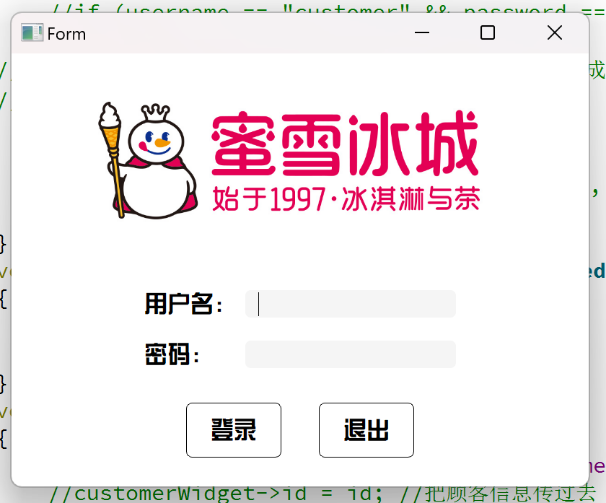 //if (username == "customer" && password ==
Form
成
蜜雪冰城
始于1997·冰淇淋与茶
}
{
用户名：
密码：
}
{
登录
退出
//customerWidget->id = id; //把顾客信息传过去